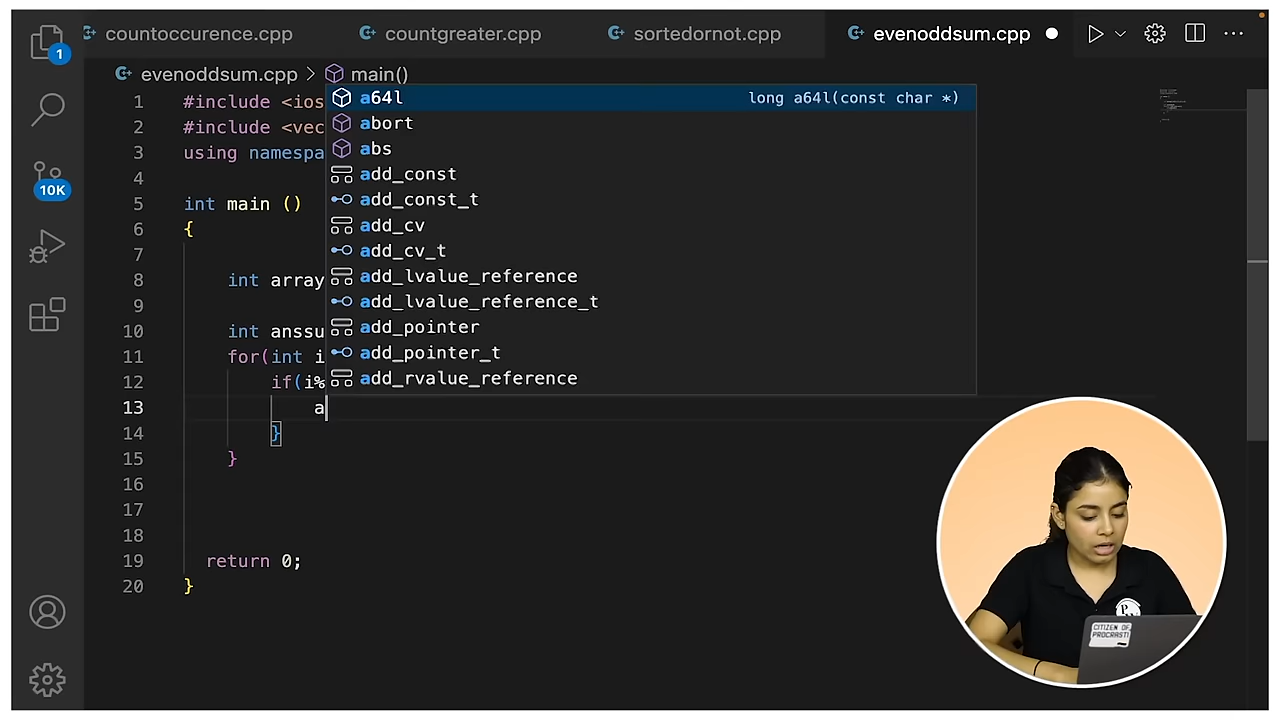 1
10K
countoccurence.cpp countgreater.cpp sortedornot.cpp evenoddsum.cpp
evenoddsum.cpp > main()
1 #include <ios
2 #include <vec
3 using namespa
4
5 int main ()
6 {
7
8 int array
9
10 int anssu
11 for(int i
12 if(i%
13 a
14 }
15 }
16
17
18
19 return 0;
20 }
a64l long a64l(const char *)
abort
abs
add_const
add_const_t
add_cv
add_cv_t
add_lvalue_reference
add_lvalue_reference_t
add_pointer
add_pointer_t
add_rvalue_reference
CITIZEN OF
PROCRASTI